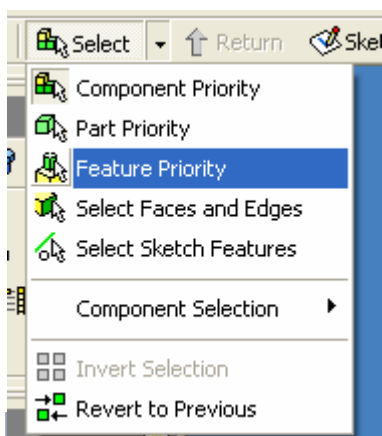 Select Return Sket
Component Priority
Part Priority
Feature Priority
Select Faces and Edges
Select Sketch Features
Component Selection
Invert Selection
Revert to Previous